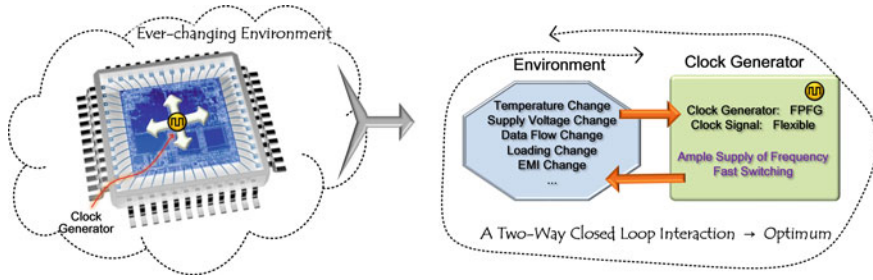 Ever-changing Environment
Clock
Generator
Environment
Temperature Change
Supply Voltage Change
Data Flow Change
Loading Change
EMI Change
...
Clock Generator
Clock Generator: FPFG
Clock Signal: Flexible
Ample Supply of Frequency
Fast Switching
A Two-Way Closed Loop Interaction → Optimum